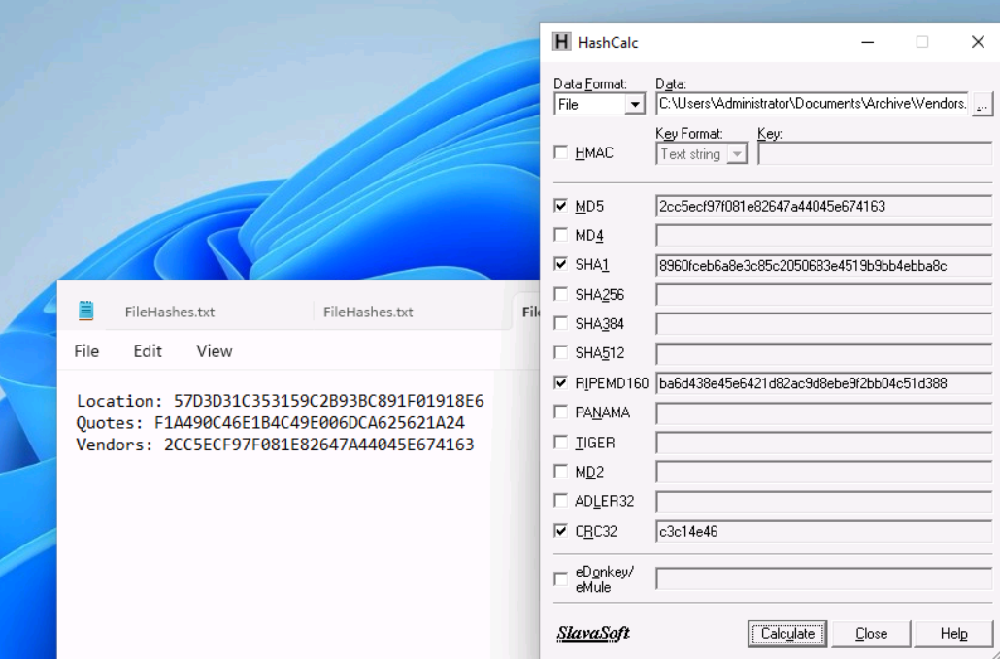 HashCalc
Data Format:
Data:
File
C:\Users\Administrator\Documents\Archive\Vendors.
...
HMAC
Key Format:
Key:
Text string
MD5
2cc5ecf97f081e82647a44045e674163
MD4
SHA1
8960fceb6a8e3c85c2050683e4519b9bb4ebba8c
SHA256
SHA384
SHA512
RIPEMD160
ba6d438e45e6421d82ac9d8ebe9f2bb04c51d388
PANAMA
TIGER
MD2
ADLER32
CRC32
c3c14e46
eDonkey/
eMule
SlavaSoft
Calculate
Close
Help
FileHashes.txt
FileHashes.txt
File
Edit
View
Location: 57D3D31C353159C2B93BC891F01918E6
Quotes: F1A490C46E1B4C49E006DCA625621A24
Vendors: 2CC5ECF97F081E82647A44045E674163